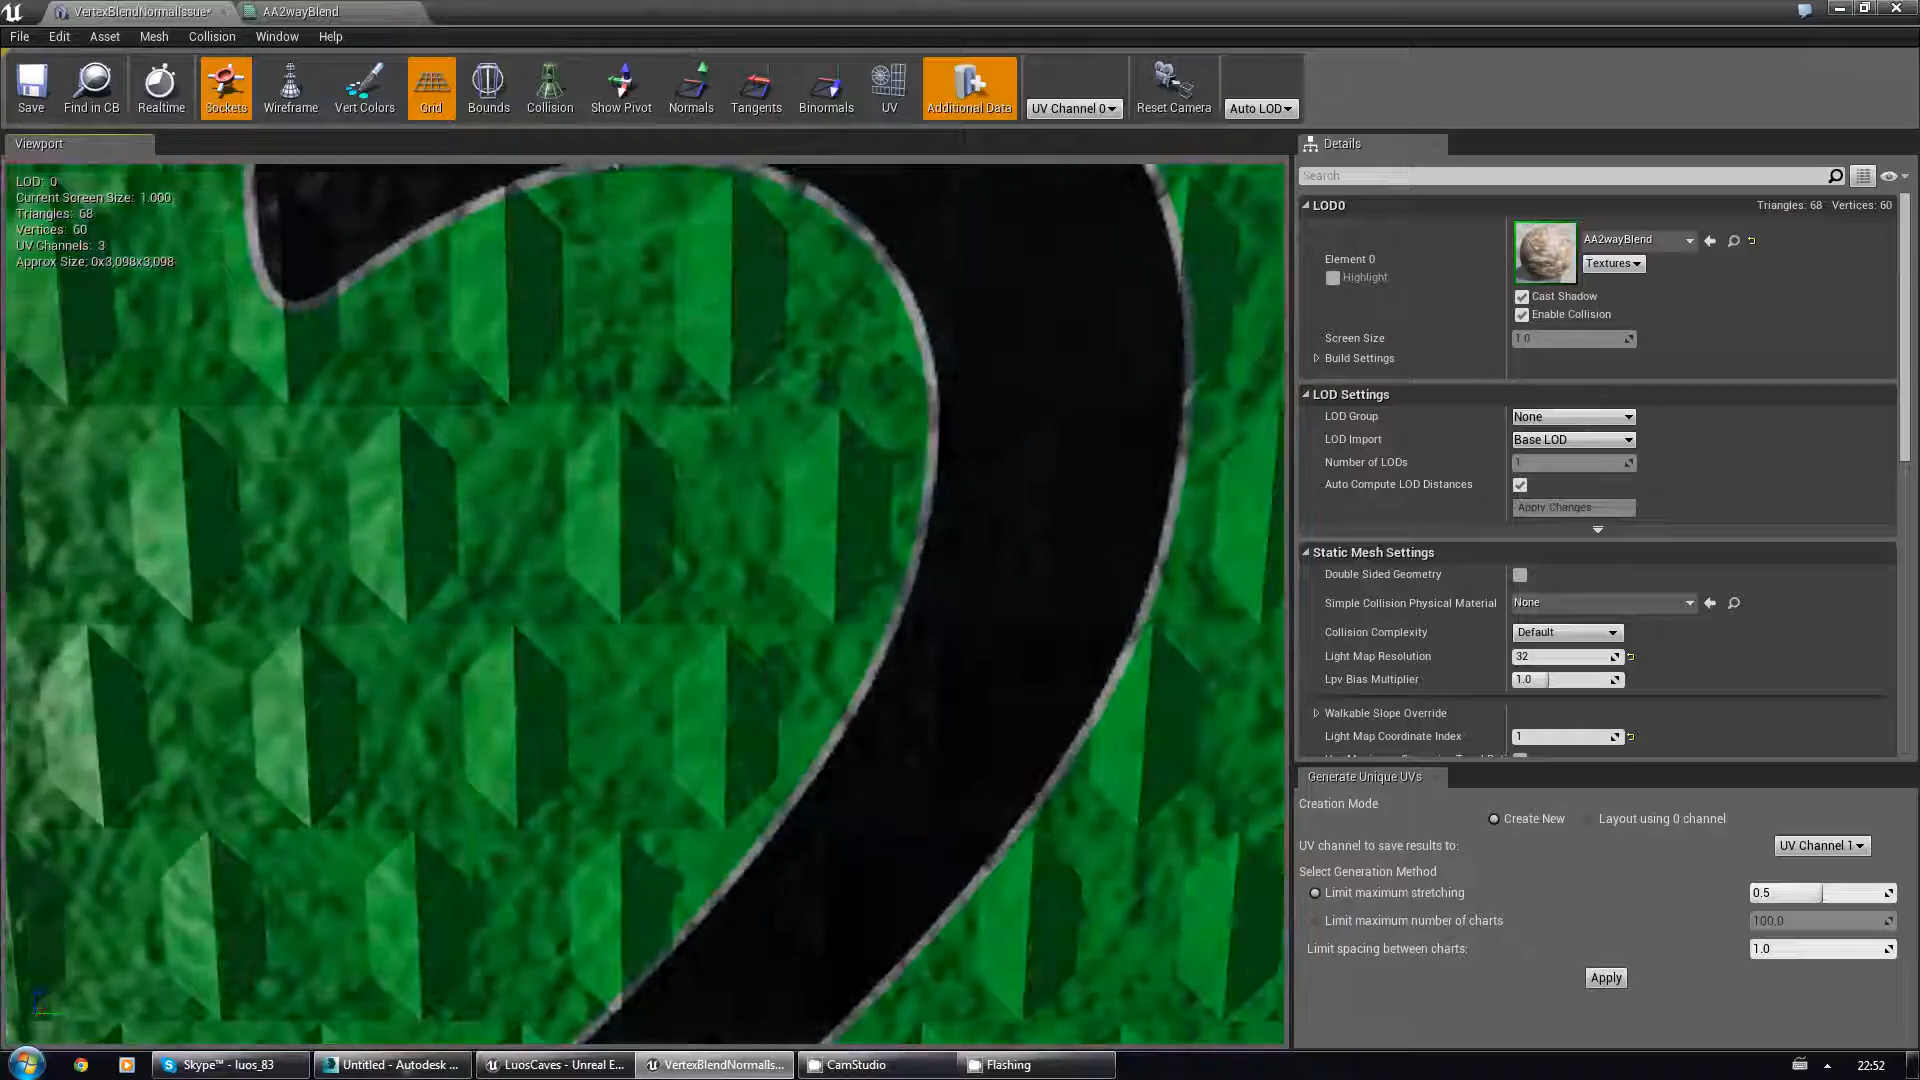 VertexBlendNormalIssue*
AA2wayBlend
File Edit Asset Mesh Collision Window Help
Save Find in CB Realtime Sockets Wireframe Vert Colors Grid Bounds Collision Show Pivot Normals Tangents Binormals UV Additional Data UV Channel 0 Reset Camera Auto LOD
Viewport
LOD: 0
Current Screen Size: 1.000
Triangles: 68
Vertices: 60
UV Channels: 3
Approx Size: 0x3,098x3,098
Details
Search
LOD0 Triangles: 68 Vertices: 60
AA2wayBlend
Element 0
Textures
Highlight
Cast Shadow
Enable Collision
Screen Size 1.0
Build Settings
LOD Settings
LOD Group None
LOD Import Base LOD
Number of LODs 1
Auto Compute LOD Distances
Apply Changes
Static Mesh Settings
Double Sided Geometry
Simple Collision Physical Material None
Collision Complexity Default
Light Map Resolution 32
Lpv Bias Multiplier 1.0
Walkable Slope Override
Light Map Coordinate Index 1
Generate Unique UVs
Creation Mode
Create New Layout using 0 channel
UV channel to save results to: UV Channel 1
Select Generation Method
Limit maximum stretching 0.5
Limit maximum number of charts 100.0
Limit spacing between charts: 1.0
Apply
Skype™ - luos_83 Untitled - Autodesk ... LuosCaves - Unreal E... VertexBlendNormalIs... CamStudio Flashing 22:52